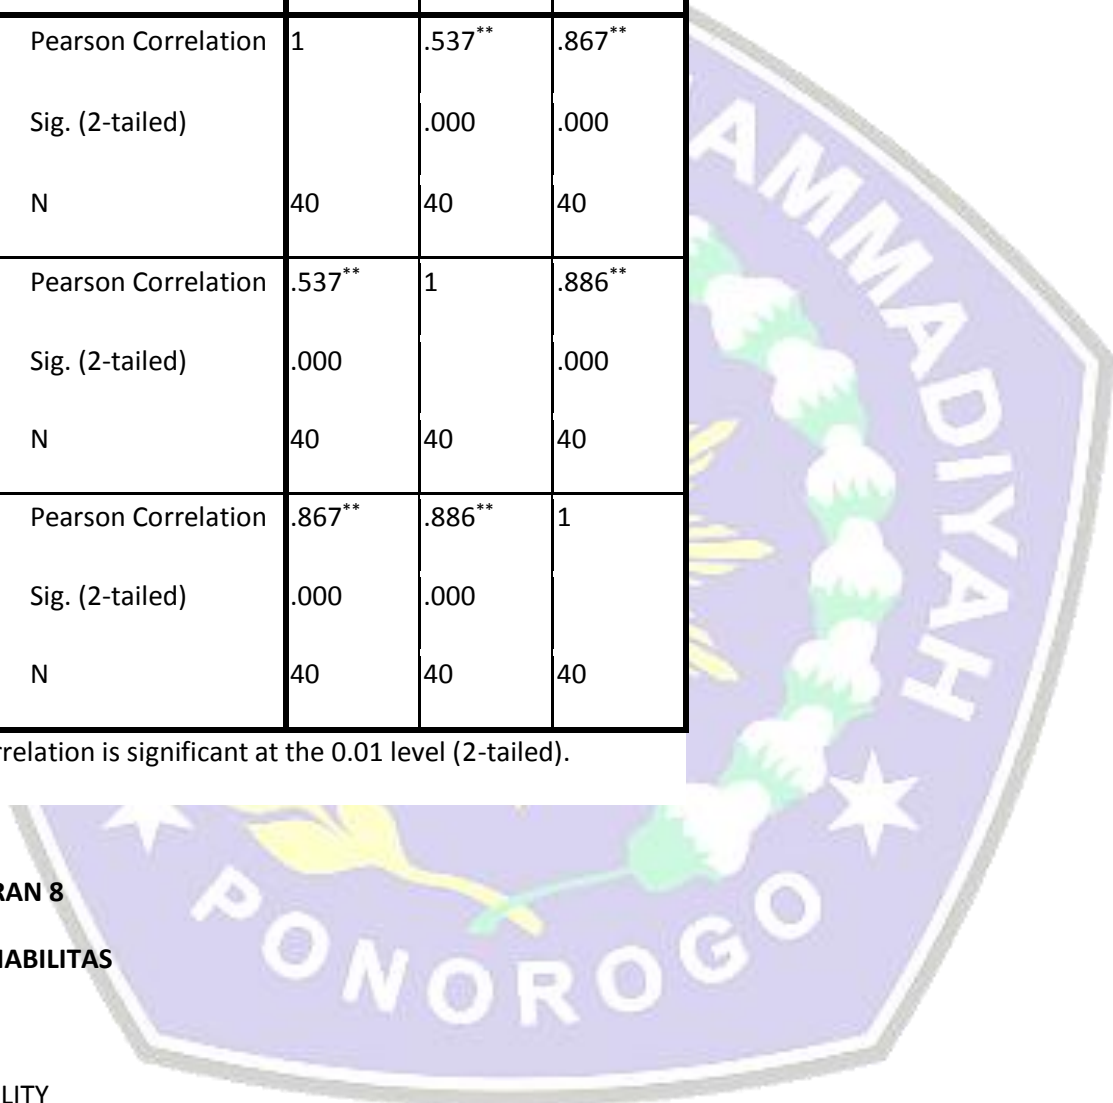 Pearson Correlation 1 .537** .867**
Sig. (2-tailed) .000 .000
N 40 40 40
Pearson Correlation .537** 1 .886**
Sig. (2-tailed) .000 .000
N 40 40 40
Pearson Correlation .867** .886** 1
Sig. (2-tailed) .000 .000
N 40 40 40
rrelation is significant at the 0.01 level (2-tailed).
RAN 8
IABILITAS
LITY
AMMADIYAH
PONOROGO